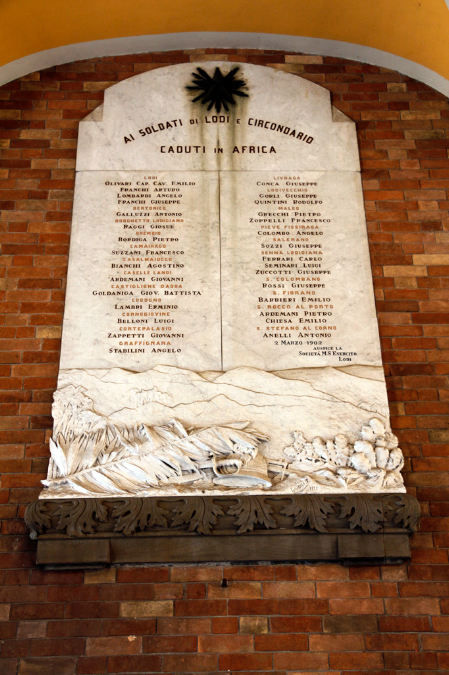 AI SOLDATI DI LODI E CIRCONDARIO
CADUTI IN AFRICA
LODI
OLIVARI CAP. CAV. EMILIO
FRANCHI ARTURO
LOMBARDI ANGELO
FRANCHI GIUSEPPE
BERTONICO
GALLUZZI ANTONIO
BORGHETTO LODIGIANO
RAGGI GIOSUE
BREMBIO
BORDIGA PIETRO
CAMAIRAGO
SUZZANI FRANCESCO
CASALMAIOCCO
BIANCHI AGOSTINO
CASELLE LANDI
ARDEMANI GIOVANNI
CASTIGLIONE D'ADDA
GOLDANIGA GIOV. BATTISTA
CODOGNO
LAMBRI ERMINIO
CORNEGIOVINE
BELLONI LUIGI
CORTEPALASIO
ZAPPETTI GIOVANNI
GRAFFIGNANA
STABILINI ANGELO
LIVRAGA
CONCA GIUSEPPE
LODIVECCHIO
GORLI GIUSEPPE
QUINTINI RODOLFO
MALEO
GRECCHI PIETRO
ZOPPELLI FRANCESCO
PIEVE FISSIRAGA
COLOMBO ANGELO
SALERANO
SOZZI GIUSEPPE
SENNA LODIGIANA
FERRARI CARLO
SEMINARI LUIGI
ZUCCOTTI GIUSEPPE
S. COLOMBANO
ROSSI GIUSEPPE
S. FIORANO
BARBIERI EMILIO
S. ROCCO AL PORTO
ARDEMANI PIETRO
CHIESA EMILIO
S. STEFANO AL CORNO
ANELLI ANTONIO
2 MARZO 1902
AUSPICE LA
SOCIETÀ M.S. ESERCITO
LODI